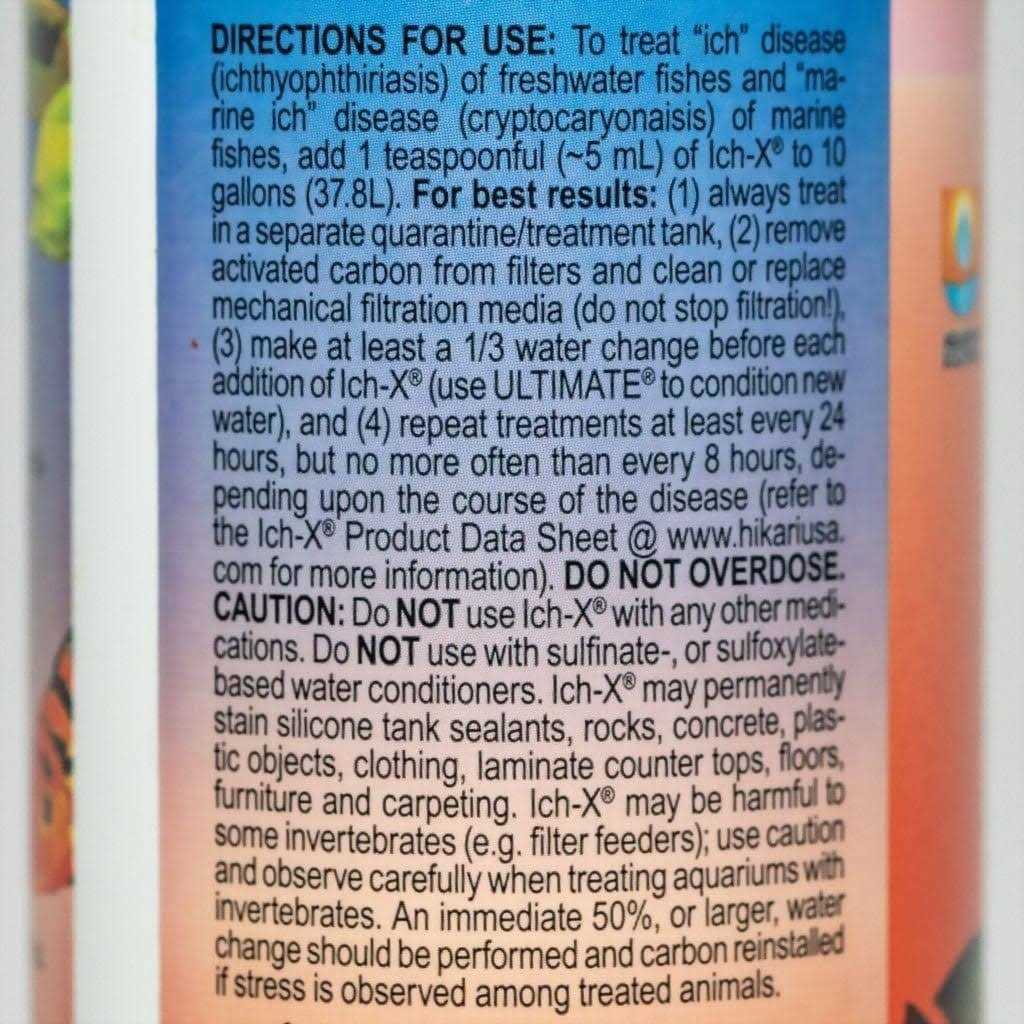 DIRECTIONS FOR USE: To treat “ich” disease
(ichthyophthiriasis) of freshwater fishes and "ma-
rine ich” disease (cryptocaryonaisis) of marine
fishes, add 1 teaspoonful (~5 mL) of Ich-X® to 10
gallons (37.8L). For best results: (1) always treat
in a separate quarantine/treatment tank, (2) remove
activated carbon from filters and clean or replace
mechanical filtration media (do not stop filtration!),
(3) make at least a 1/3 water change before each
addition of Ich-X® (use ULTIMATE® to condition new
water), and (4) repeat treatments at least every 24
hours, but no more often than every 8 hours, de-
pending upon the course of the disease (refer to
the Ich-X® Product Data Sheet @ www.hikariusa.
com for more information). DO NOT OVERDOSE.
CAUTION: Do NOT use Ich-X® with any other medi-
cations. Do NOT use with sulfinate-, or sulfoxylate-
based water conditioners. Ich-X® may permanently
stain silicone tank sealants, rocks, concrete, plas-
tic objects, clothing, laminate counter tops, floors,
furniture and carpeting. Ich-X® may be harmful to
some invertebrates (e.g. filter feeders); use caution
and observe carefully when treating aquariums with
invertebrates. An immediate 50%, or larger, water
change should be performed and carbon reinstalled
if stress is observed among treated animals.